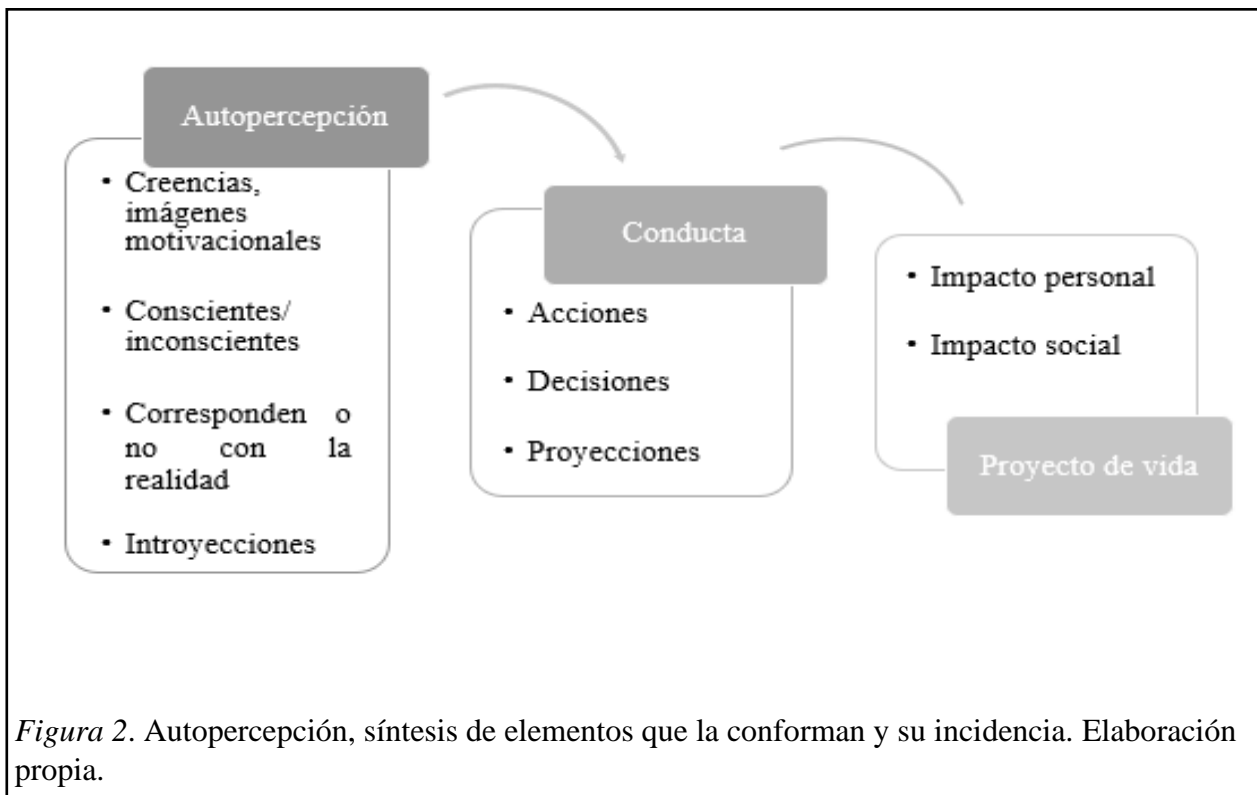 Autopercepción
• Creencias,
imágenes
motivacionales
• Conscientes/
inconscientes
• Corresponden o
no con la
realidad
• Introyecciones
Conducta
• Acciones
• Decisiones
• Proyecciones
• Impacto personal
• Impacto social
Proyecto de vida
Figura 2. Autopercepción, síntesis de elementos que la conforman y su incidencia. Elaboración
propia.